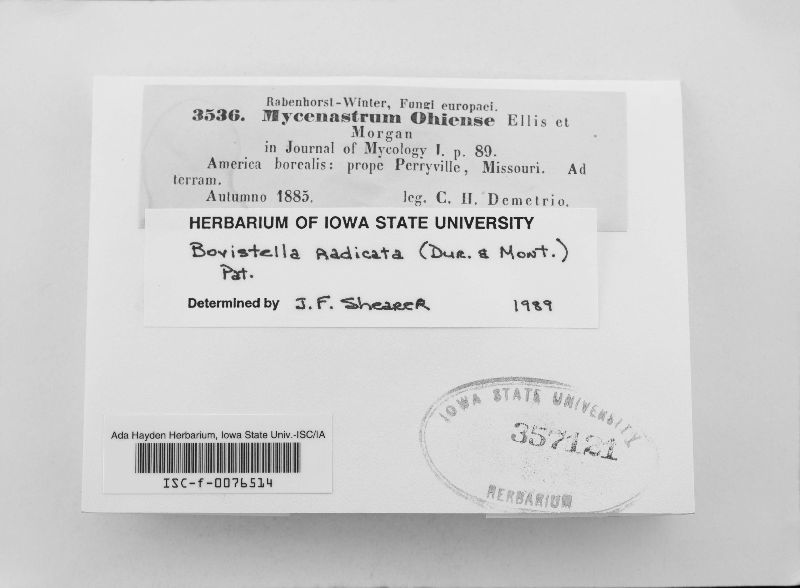 Rabenhorst-Winter, Fungi europaei.
3536. Mycenastrum Ohiense Ellis et
Morgan
in Journal of Mycology I. p. 89.
America borealis: prope Perryville, Missouri. Ad
terram.
Autumno 1885. leg. C. H. Demetrio.
HERBARIUM OF IOWA STATE UNIVERSITY
Bovistella radicata (Dur. & Mont.)
Pat.
Determined by J. F. Shearer 1989
IOWA STATE UNIVERSITY
357121
HERBARIUM
Ada Hayden Herbarium, Iowa State Univ.-ISC/IA
ISC-f-0076514